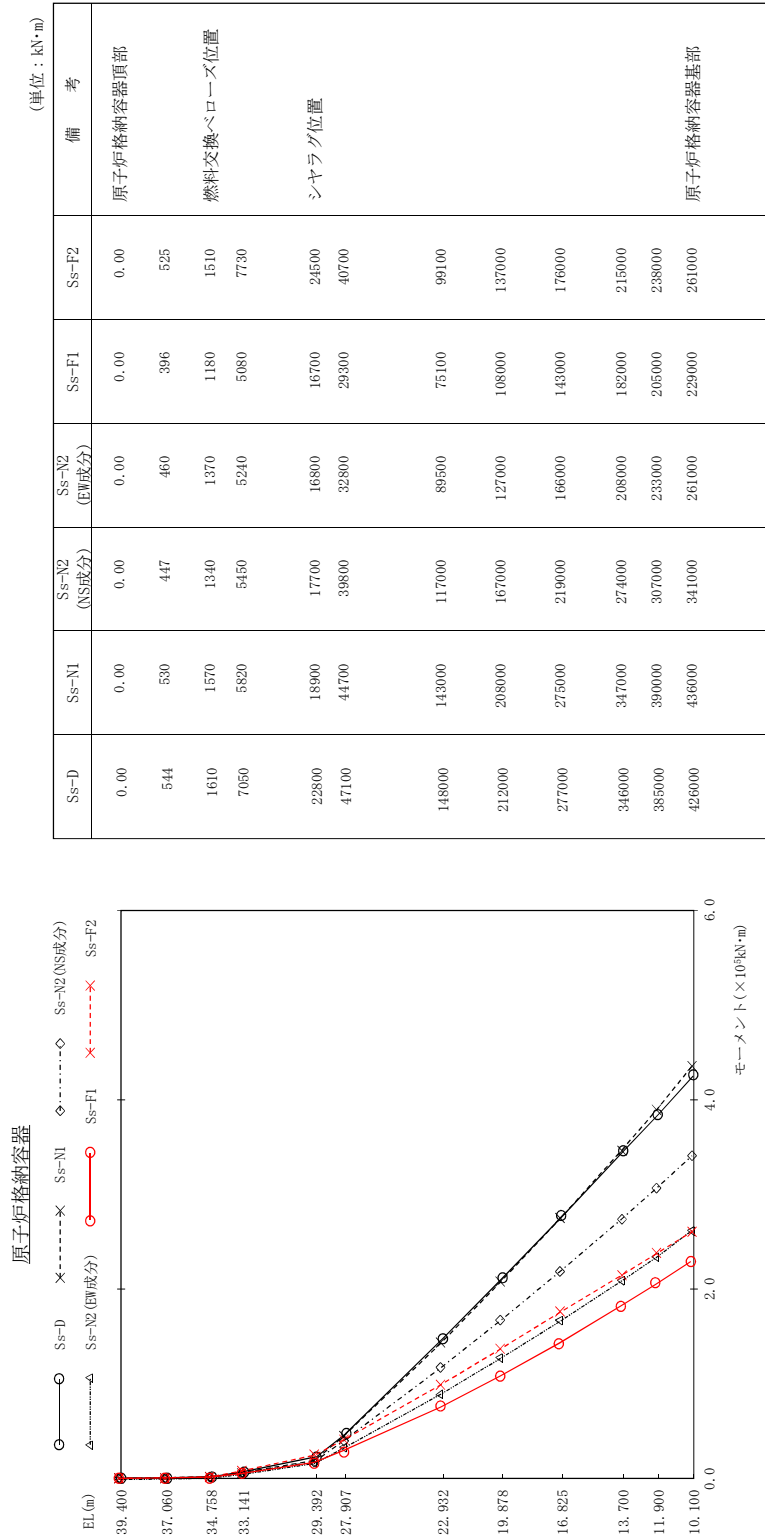 原子炉格納容器
Ss-D Ss-N1 Ss-N2(NS成分)
Ss-N2(EW成分) Ss-F1 Ss-F2
EL(m)
39.400
37.060
34.758
33.141
29.392
27.907
22.932
19.878
16.825
13.700
11.900
10.100
0.0 2.0 4.0 6.0
モーメント(×10⁵kN・m)
(単位：kN・m)
Ss-D Ss-N1 Ss-N2(NS成分) Ss-N2(EW成分) Ss-F1 Ss-F2 備 考
0.00 0.00 0.00 0.00 0.00 0.00 原子炉格納容器頂部
544 530 447 460 396 525
1610 1570 1340 1370 1180 1510 燃料交換ベローズ位置
7050 5820 5450 5240 5080 7730
22800 18900 17700 16800 16700 24500 シヤラグ位置
47100 44700 39800 32800 29300 40700
148000 143000 117000 89500 75100 99100
212000 208000 167000 127000 108000 137000
277000 275000 219000 166000 143000 176000
346000 347000 274000 208000 182000 215000
385000 390000 307000 233000 205000 238000
426000 436000 341000 261000 229000 261000 原子炉格納容器基部